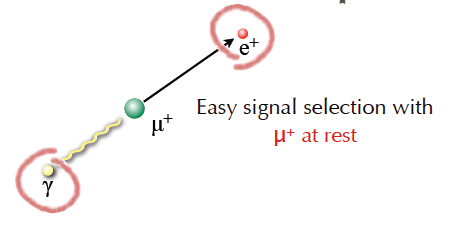 e⁺
Easy signal selection with
μ⁺
μ⁺ at rest
γ